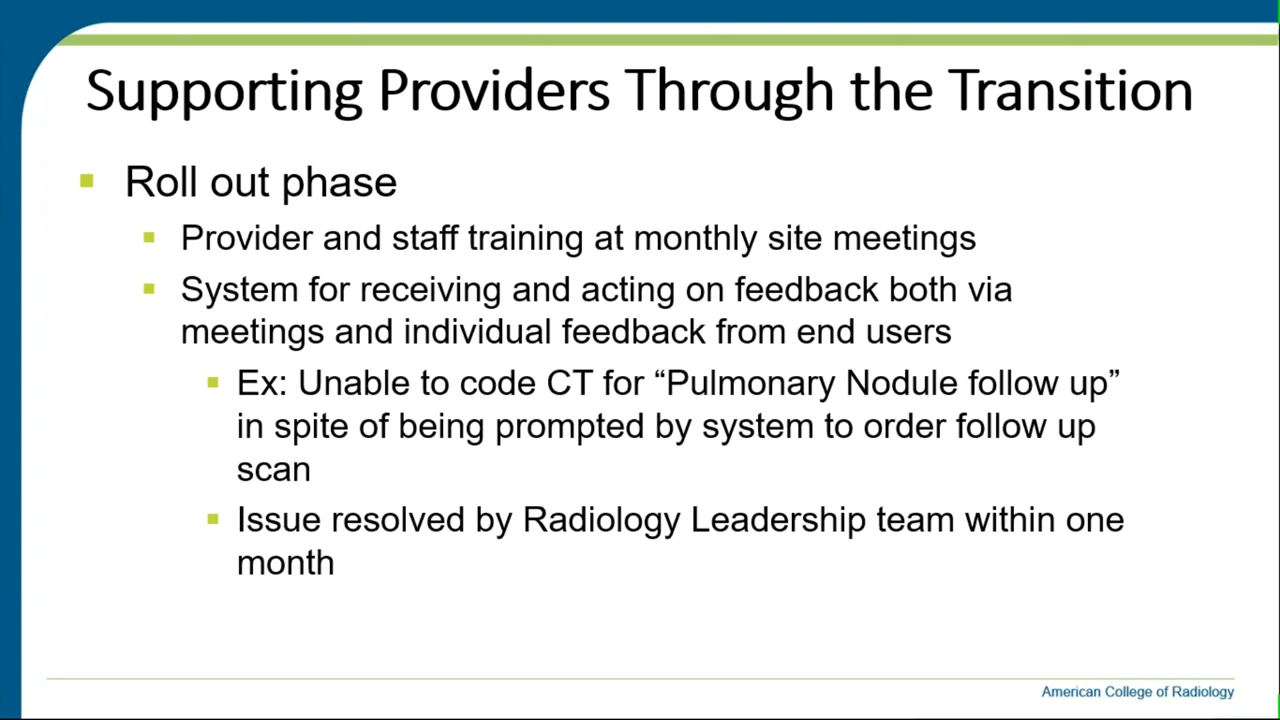 Supporting Providers Through the Transition
Roll out phase
Provider and staff training at monthly site meetings
System for receiving and acting on feedback both via
meetings and individual feedback from end users
Ex: Unable to code CT for “Pulmonary Nodule follow up”
in spite of being prompted by system to order follow up
scan
Issue resolved by Radiology Leadership team within one
month
American College of Radiology